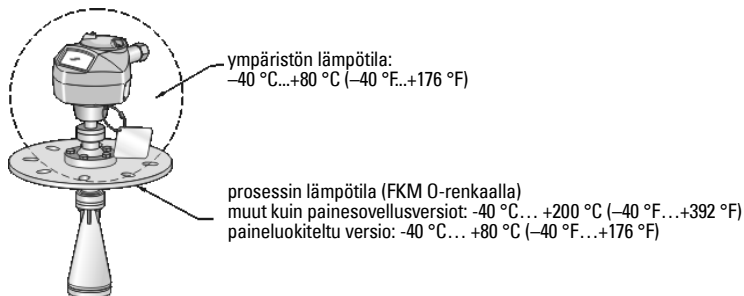 ympäristön lämpötila:
–40 °C...+80 °C (–40 °F...+176 °F)
prosessin lämpötila (FKM O-renkaalla)
muut kuin painesovellusversiot: -40 °C… +200 °C (–40 °F…+392 °F)
paineluokiteltu versio: -40 °C… +80 °C (–40 °F…+176 °F)